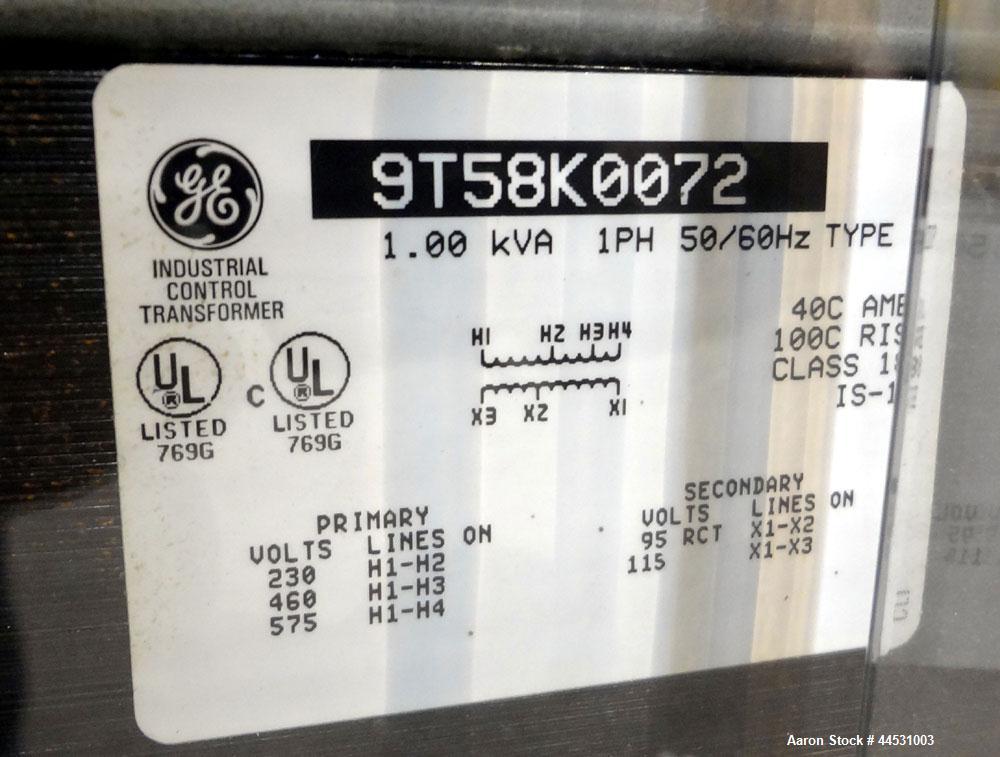 GE
9T58K0072
1.00 kVA 1PH 50/60Hz TYPE
INDUSTRIAL
CONTROL
TRANSFORMER
40C
100C
CLASS
H1 H2 H3 H4
X3 X2 X1
UL ®
LISTED
769G
C UL ®
LISTED
769G
PRIMARY
VOLTS LINES ON
230 H1-H2
460 H1-H3
575 H1-H4
SECONDARY
VOLTS LINES ON
95 RCT X1-X2
115 X1-X3
Aaron Stock # 44531003